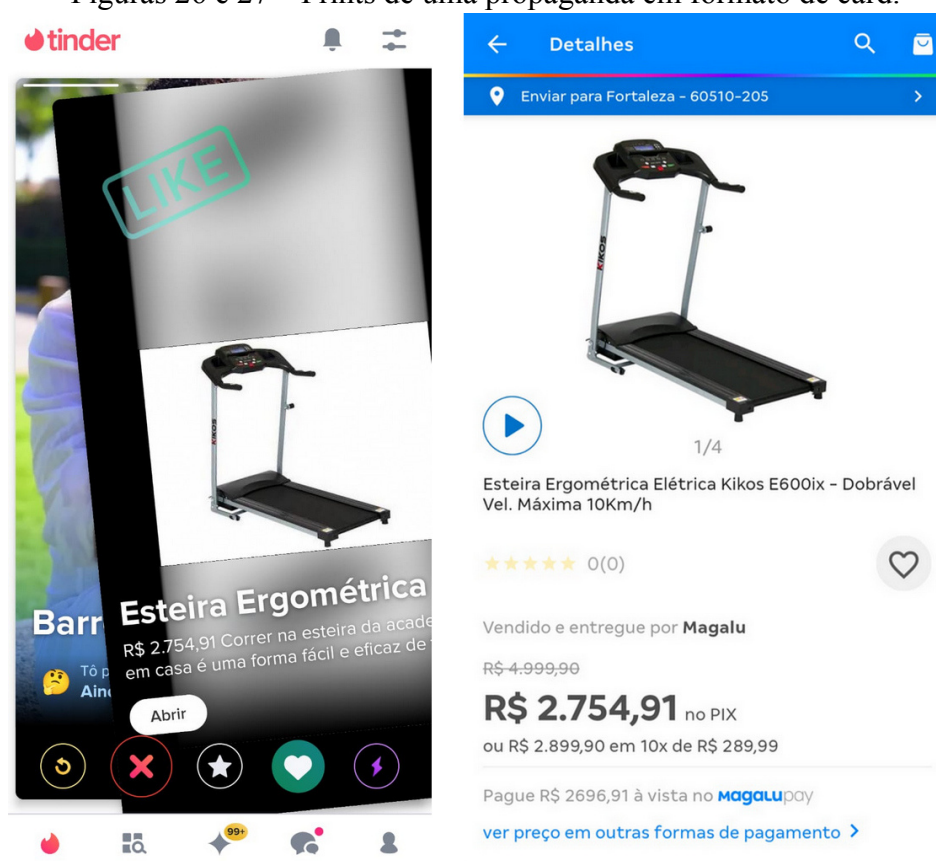 Figuras 26 e 27 – Prints de uma propaganda em formato de card.
tinder
LIKE
KIKOS
Esteira Ergométrica
R$ 2.754,91 Correr na esteira da acade
em casa é uma forma fácil e eficaz de
Abrir
Barr
Tô p
Aind
99+
Detalhes
Enviar para Fortaleza - 60510-205
KIKOS
1/4
Esteira Ergométrica Elétrica Kikos E600ix - Dobrável
Vel. Máxima 10Km/h
0(0)
Vendido e entregue por Magalu
R$ 4.999,90
R$ 2.754,91 no PIX
ou R$ 2.899,90 em 10x de R$ 289,99
Pague R$ 2696,91 à vista no Magalupay
ver preço em outras formas de pagamento >